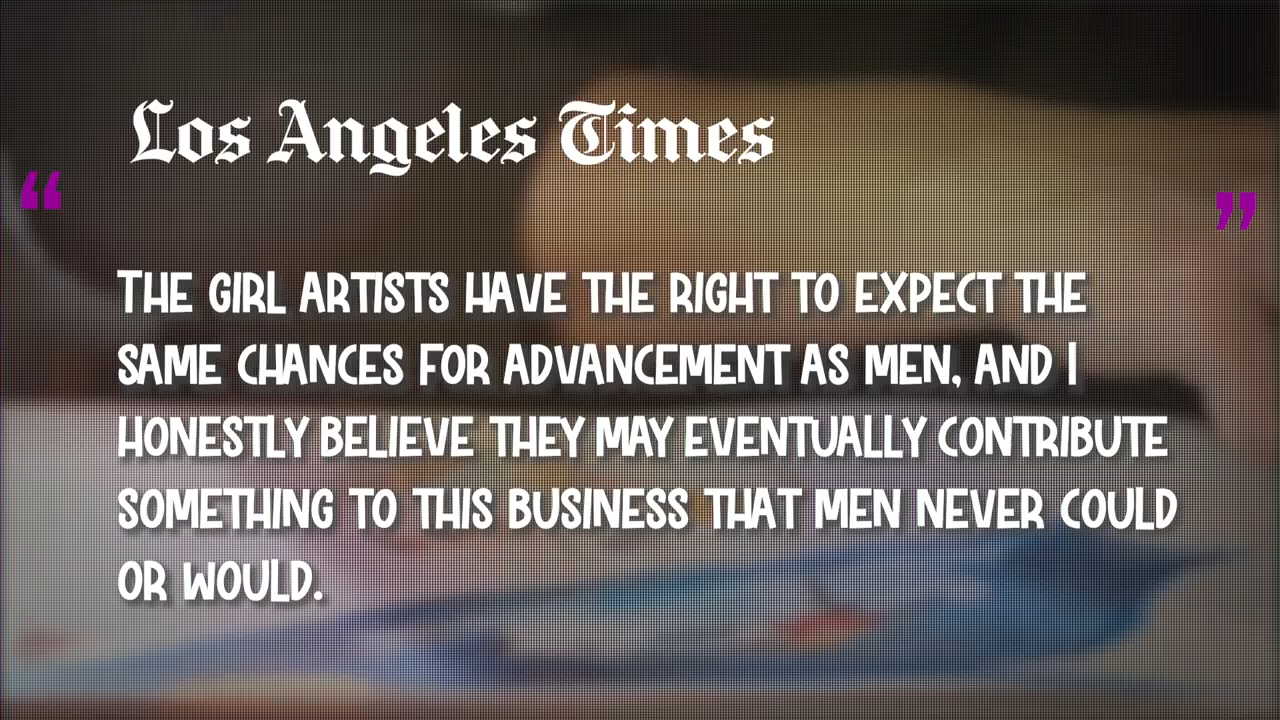 Los Angeles Times
“ ”
THE GIRL ARTISTS HAVE THE RIGHT TO EXPECT THE
SAME CHANCES FOR ADVANCEMENT AS MEN, AND I
HONESTLY BELIEVE THEY MAY EVENTUALLY CONTRIBUTE
SOMETHING TO THIS BUSINESS THAT MEN NEVER COULD
OR WOULD.